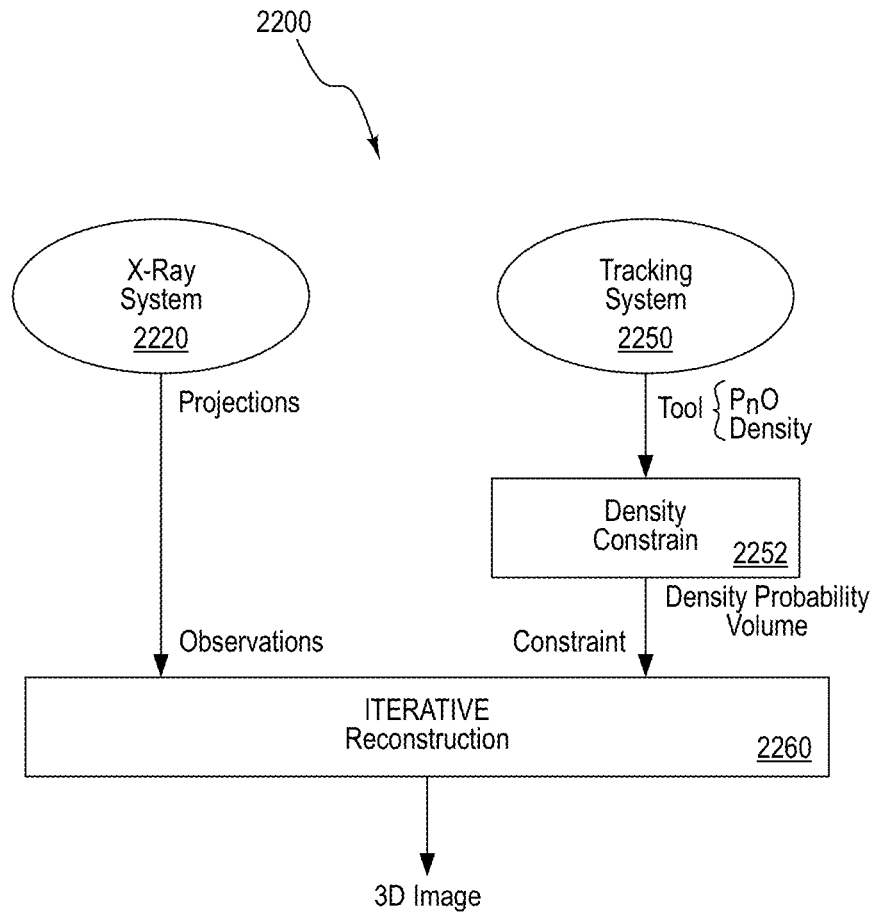 2200
X-Ray
System
2220
Tracking
System
2250
Projections
Tool { PnO
Density
Density
Constrain
2252
Density Probability
Volume
Observations
Constraint
ITERATIVE
Reconstruction
2260
3D Image